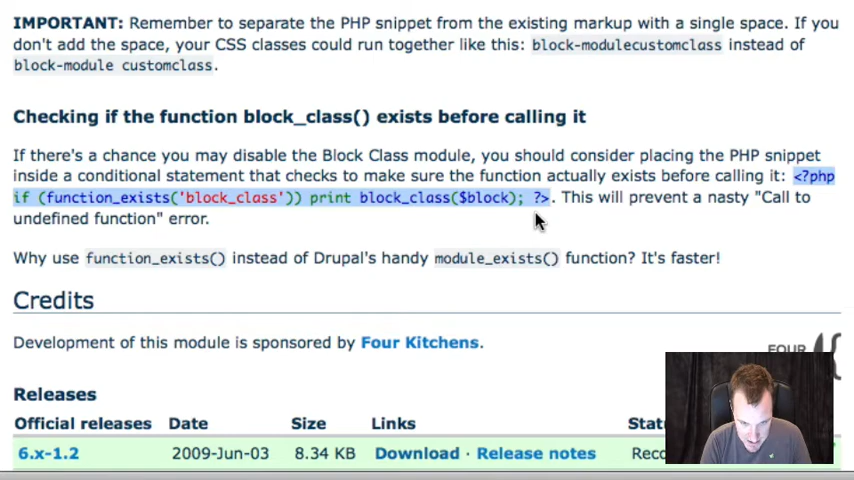 IMPORTANT: Remember to separate the PHP snippet from the existing markup with a single space. If you
don't add the space, your CSS classes could run together like this: block-modulecustomclass instead of
block-module customclass.
Checking if the function block_class() exists before calling it
If there's a chance you may disable the Block Class module, you should consider placing the PHP snippet
inside a conditional statement that checks to make sure the function actually exists before calling it: <?php
if (function_exists('block_class')) print block_class($block); ?>. This will prevent a nasty "Call to
undefined function" error.
Why use function_exists() instead of Drupal's handy module_exists() function? It's faster!
Credits
Development of this module is sponsored by Four Kitchens.
FOUR
Releases
Official releases Date Size Links
6.x-1.2 2009-Jun-03 8.34 KB Download · Release notes